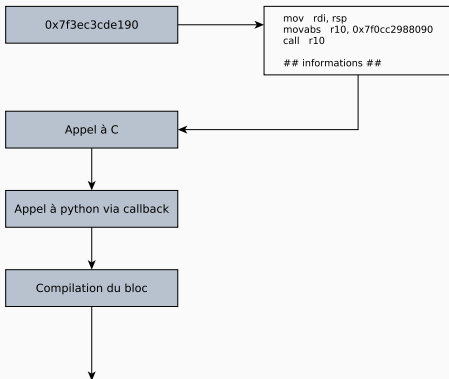 0x7f3ec3cde190
mov rdi, rsp
movabs r10, 0x7f0cc2988090
call r10
## informations ##
Appel à C
Appel à python via callback
Compilation du bloc